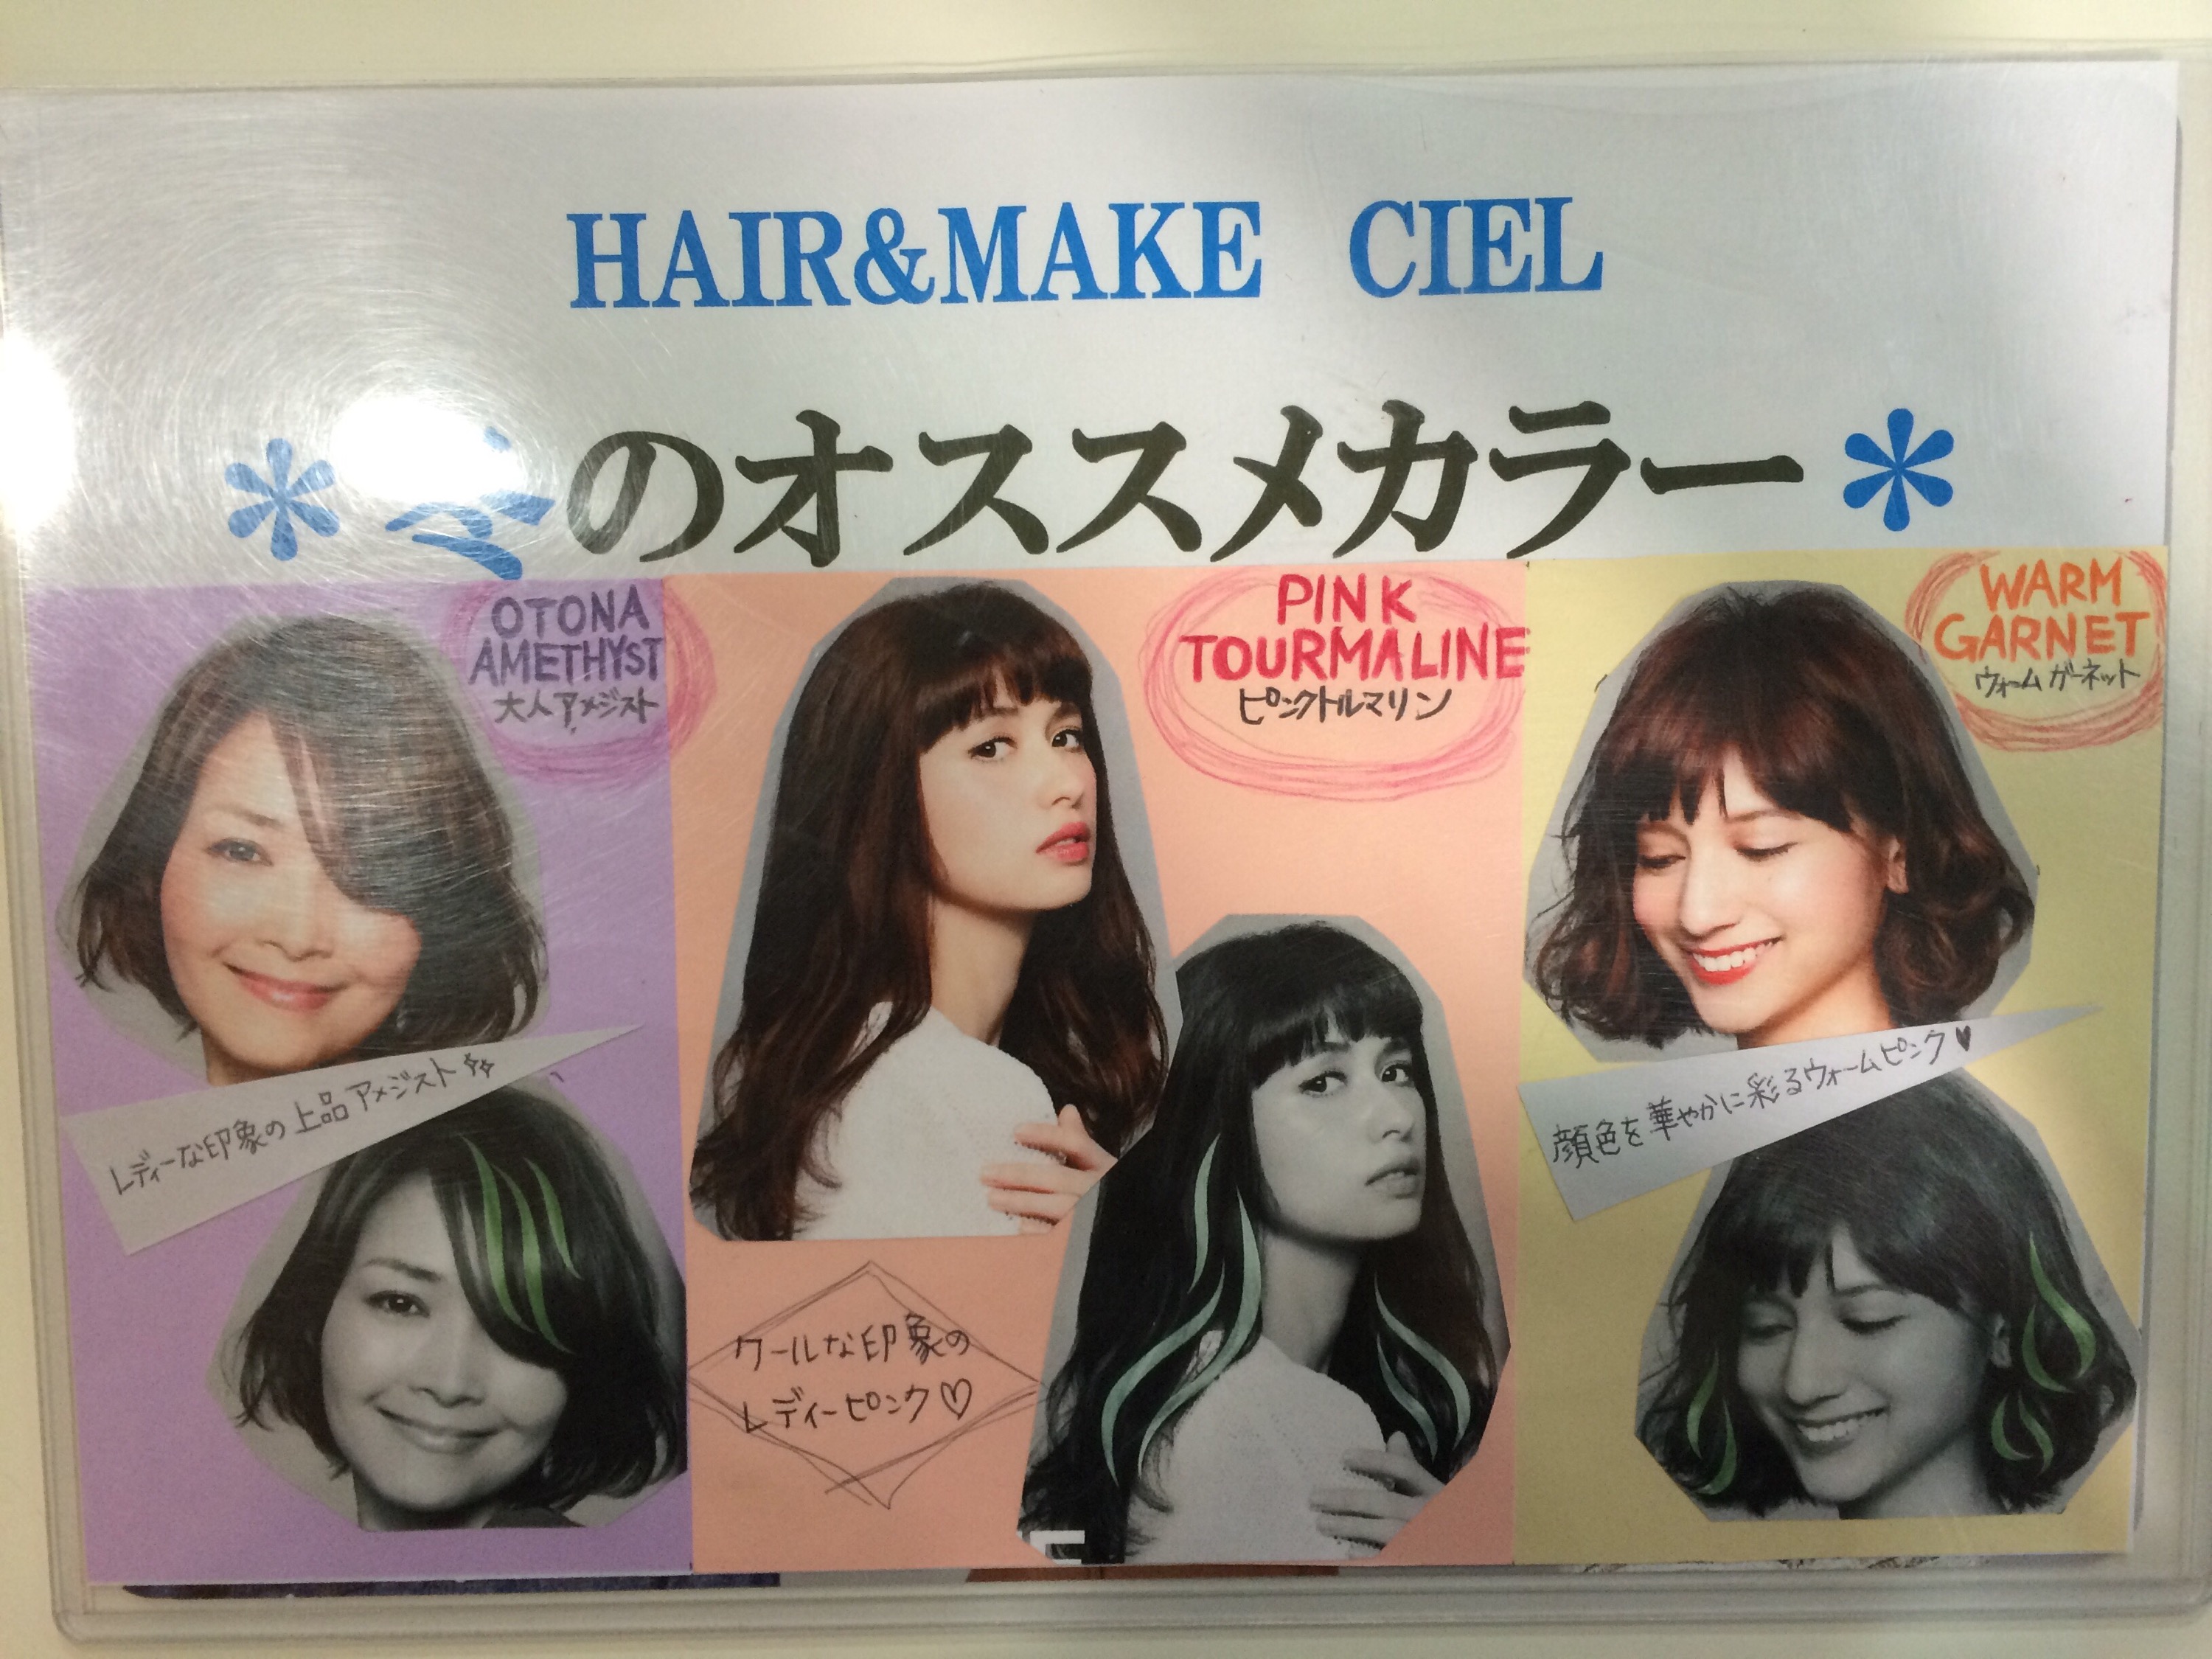 HAIR&MAKE CIEL
＊冬のオススメカラー＊
OTONA
AMETHYST
大人アメジスト
レディーな印象の上品アメジスト☆☆
PINK
TOURMALINE
ピンクトルマリン
クールな印象の
レディーピンク♡
WARM
GARNET
ウォームガーネット
顔色を華やかに彩るウォームピンク♥